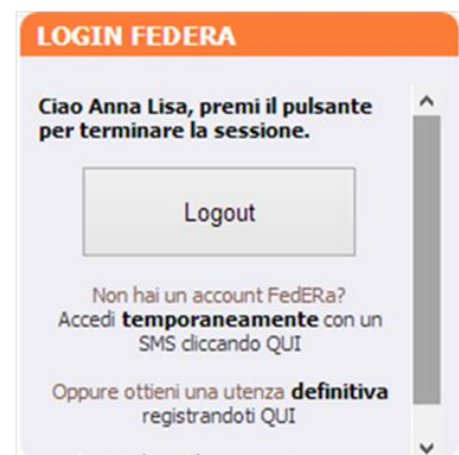 LOGIN FEDERA
Ciao Anna Lisa, premi il pulsante
per terminare la sessione.
Logout
Non hai un account FedERa?
Accedi temporaneamente con un
SMS cliccando QUI
Oppure ottieni una utenza definitiva
registrandoti QUI